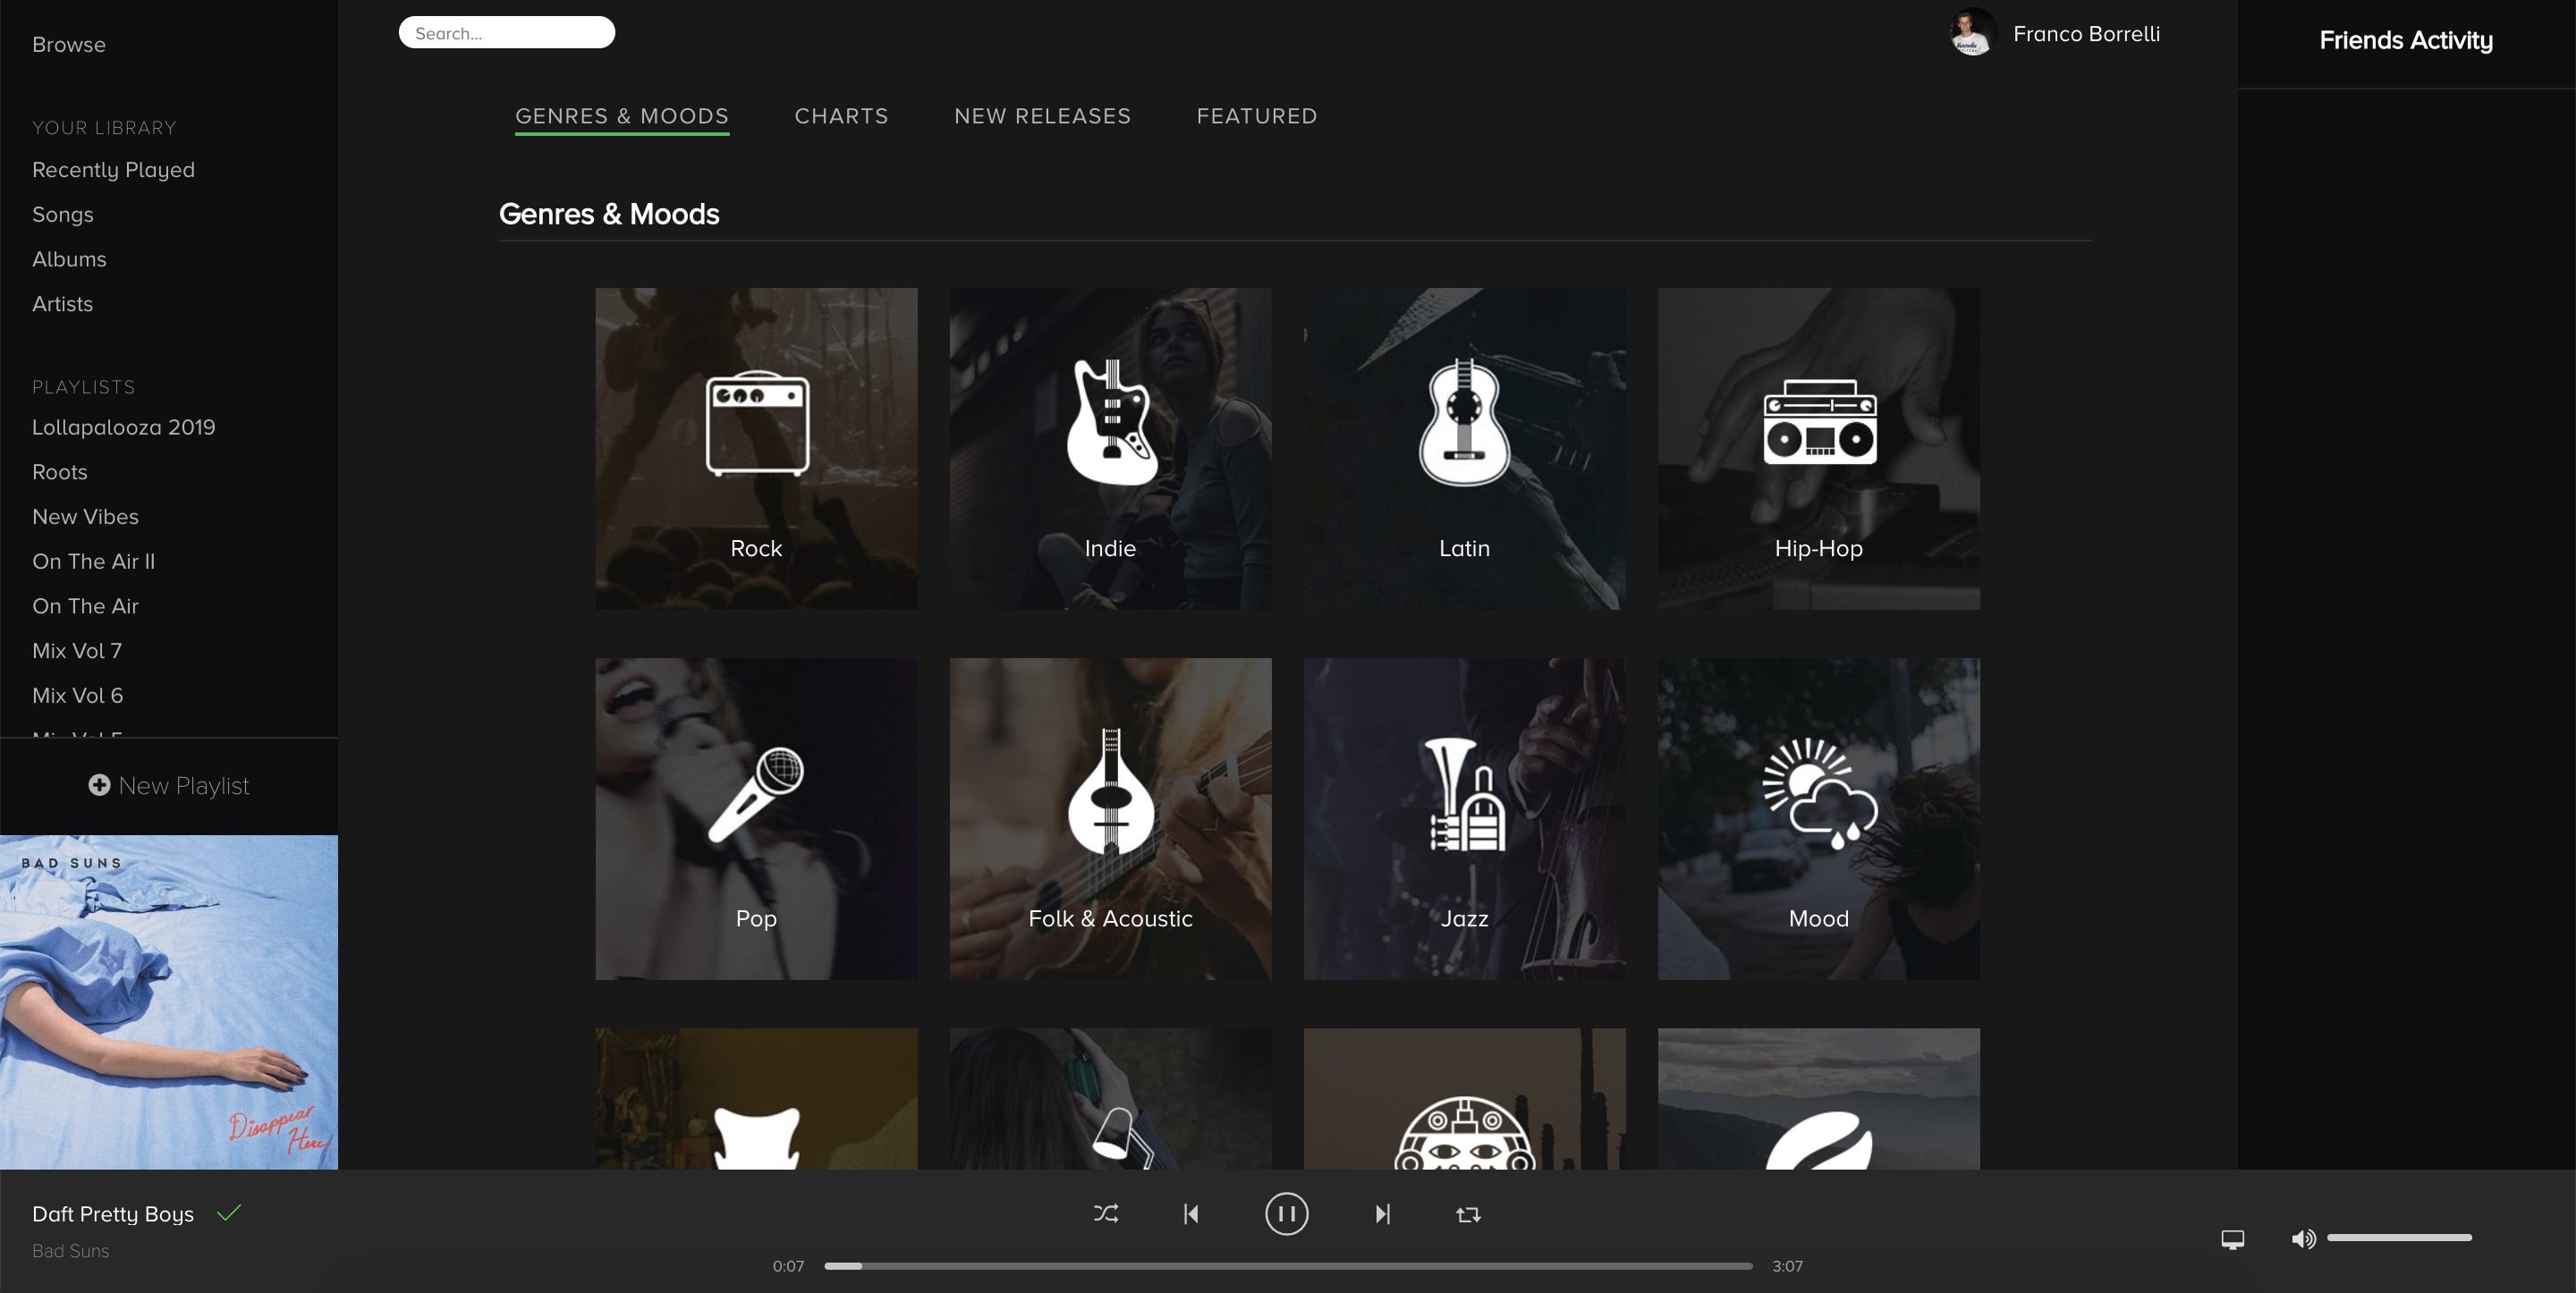 Browse
YOUR LIBRARY
Recently Played
Songs
Albums
Artists
PLAYLISTS
Lollapalooza 2019
Roots
New Vibes
On The Air II
On The Air
Mix Vol 7
Mix Vol 6
New Playlist
BAD SUNS
Disappear
Here
Search...
Franco Borrelli
GENRES & MOODS CHARTS NEW RELEASES FEATURED
Genres & Moods
Rock Indie Latin Hip-Hop
Pop Folk & Acoustic Jazz Mood
Friends Activity
Daft Pretty Boys
Bad Suns
0:07 3:07